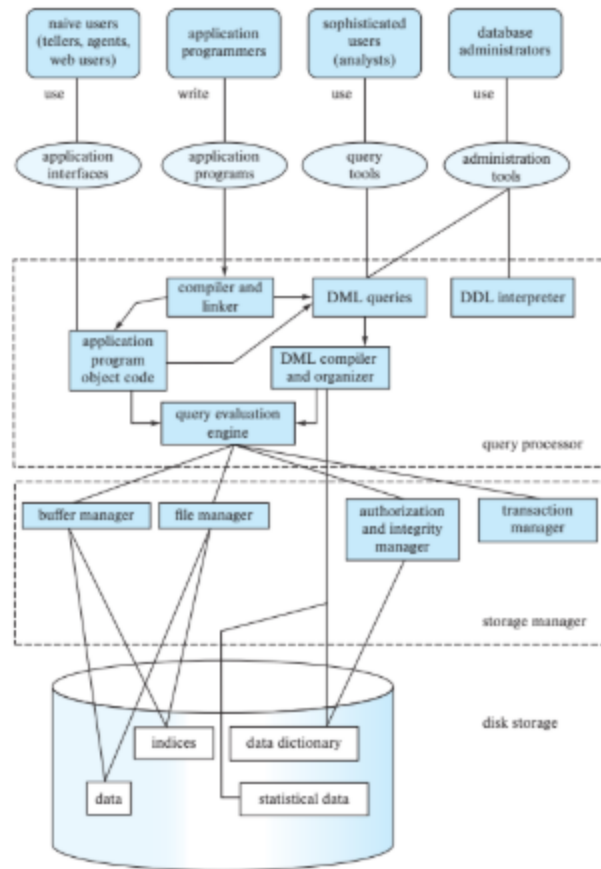 naive users
(tellers, agents,
web users)
application
programmers
sophisticated
users
(analysts)
database
administrators
use
write
use
use
application
interfaces
application
programs
query
tools
administration
tools
compiler and
linker
DML queries
DDL interpreter
application
program
object code
DML compiler
and organizer
query evaluation
engine
query processor
buffer manager
file manager
authorization
and integrity
manager
transaction
manager
storage manager
disk storage
indices
data dictionary
data
statistical data